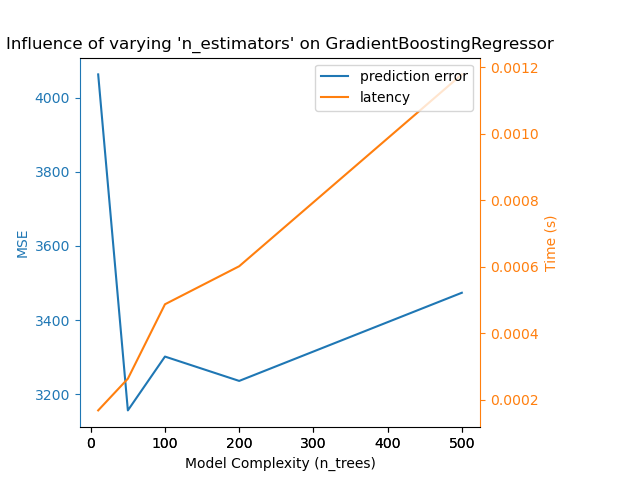 Influence of varying 'n_estimators' on GradientBoostingRegressor
prediction error
latency
4000
3800
3600
3400
3200
MSE
0.0012
0.0010
0.0008
0.0006
0.0004
0.0002
Time (s)
0
100
200
300
400
500
Model Complexity (n_trees)